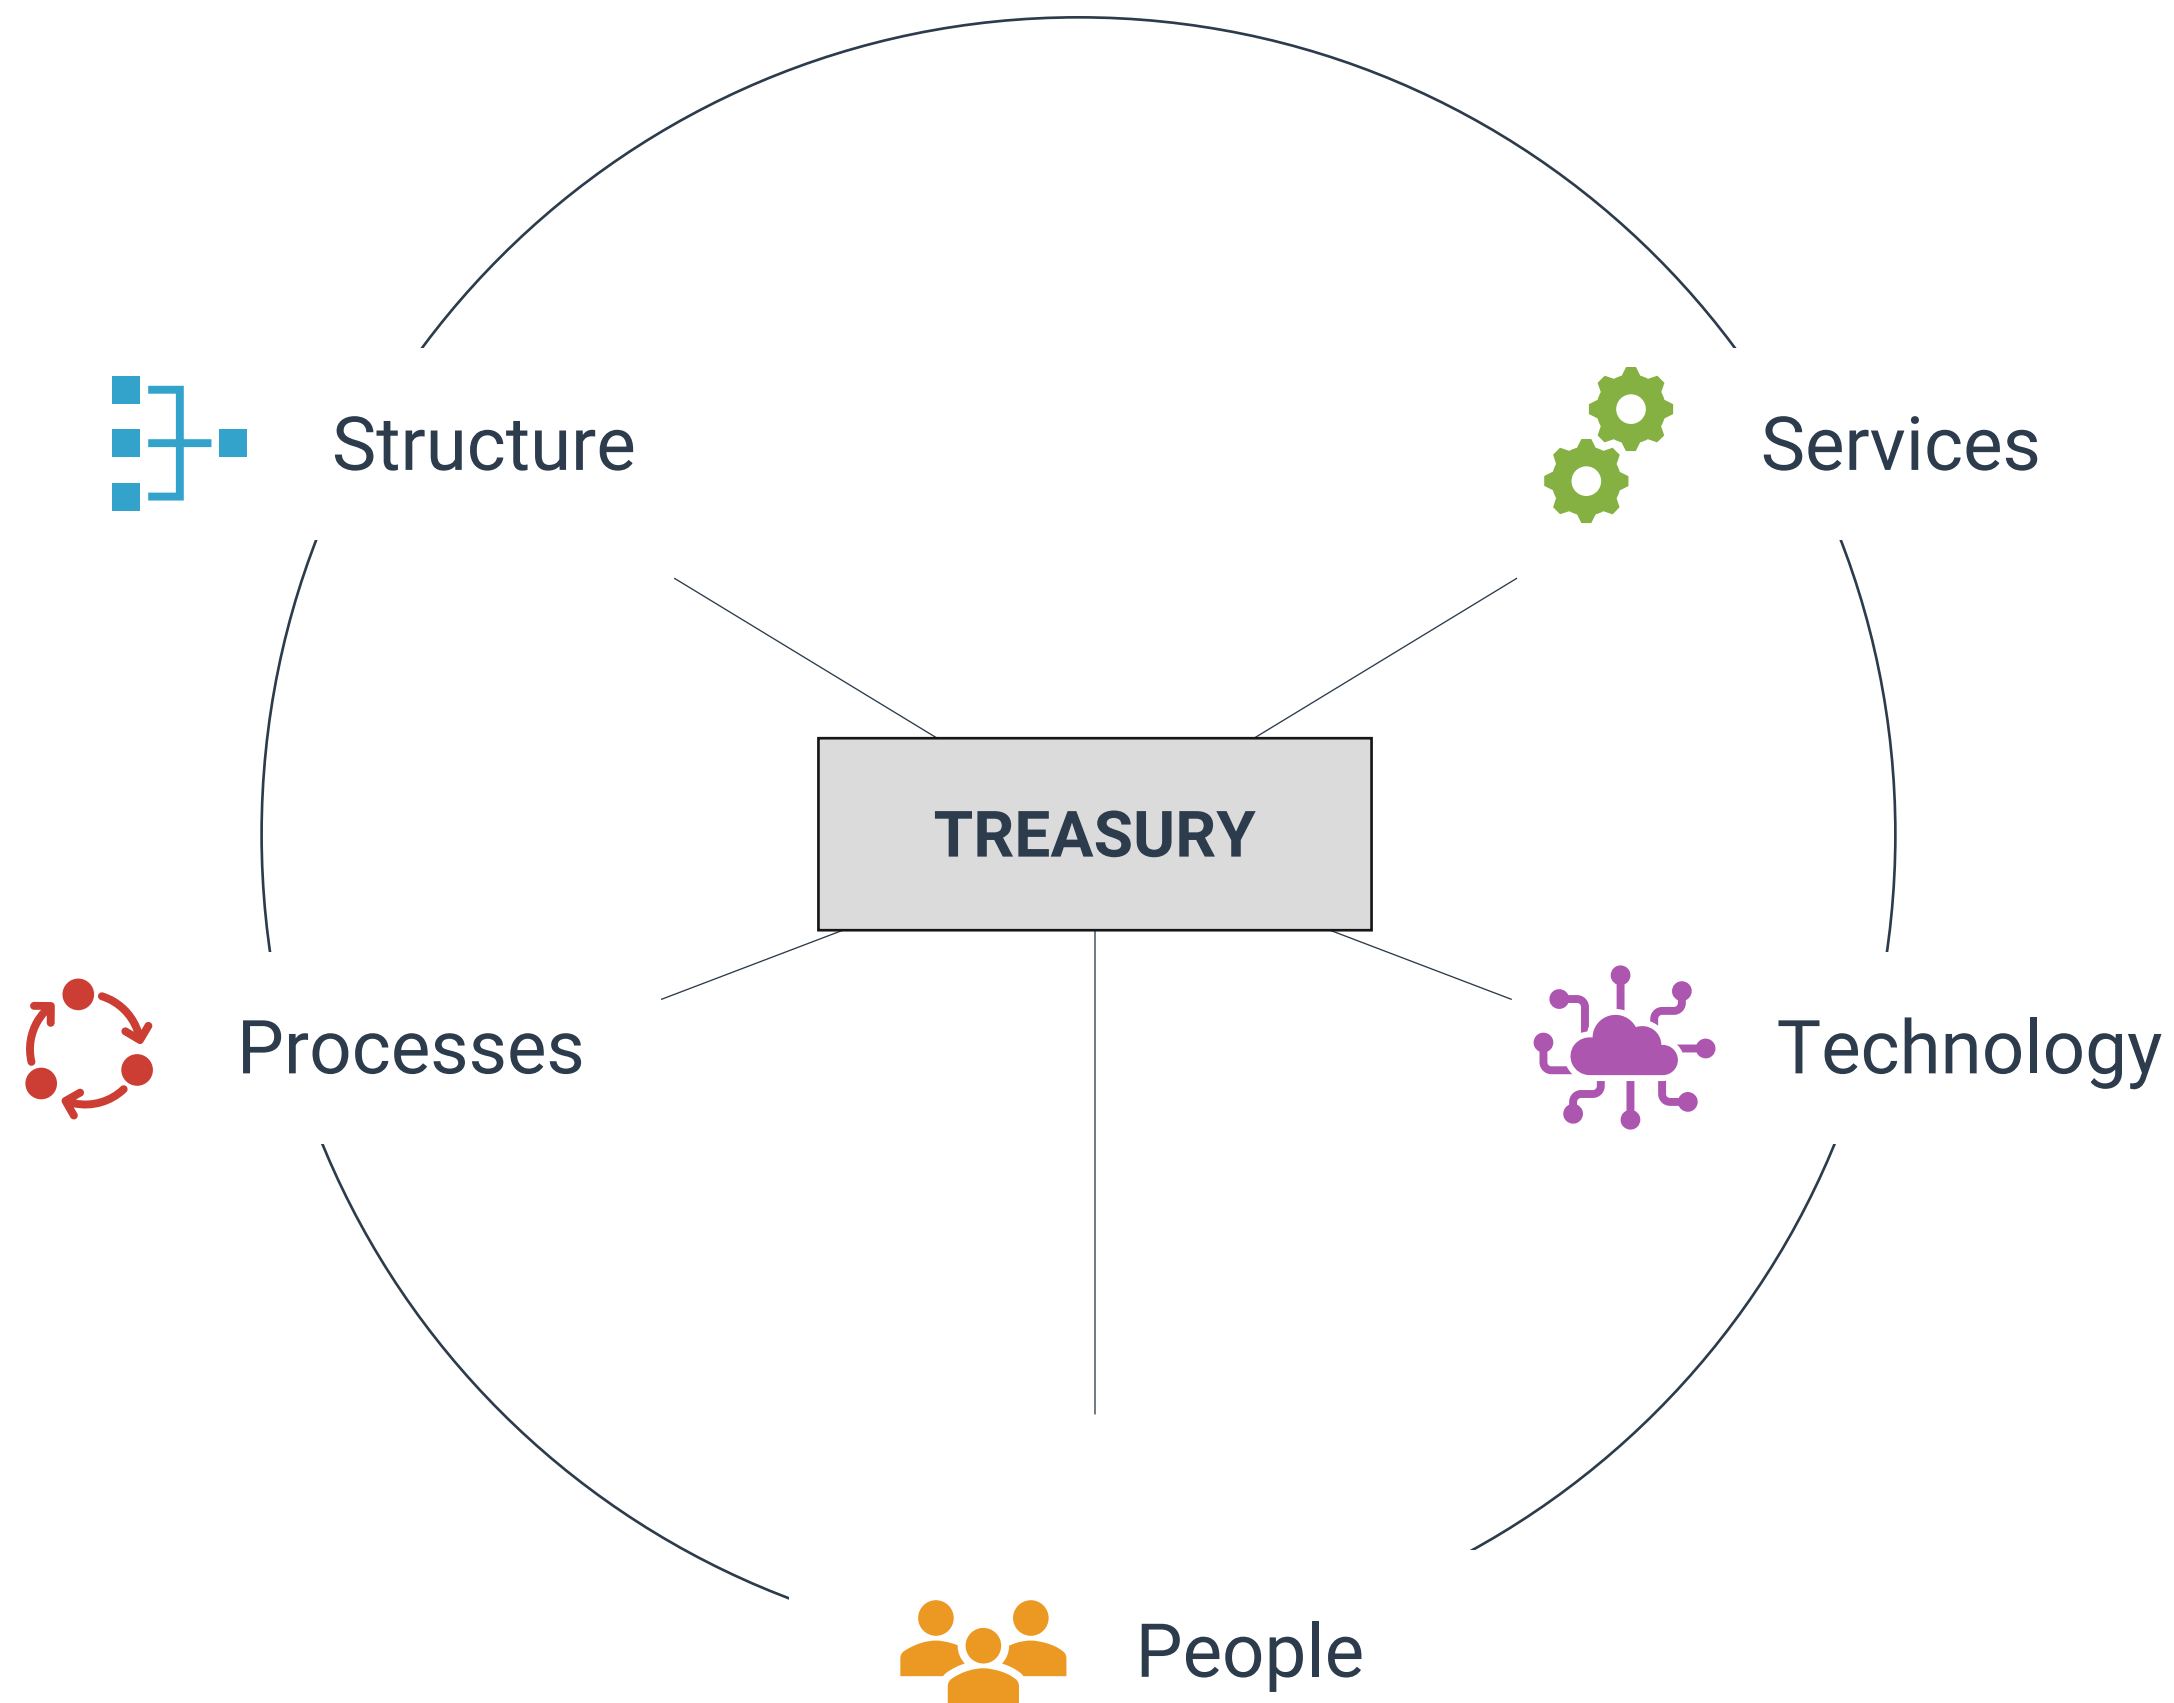 Structure
Services
TREASURY
Processes
Technology
People